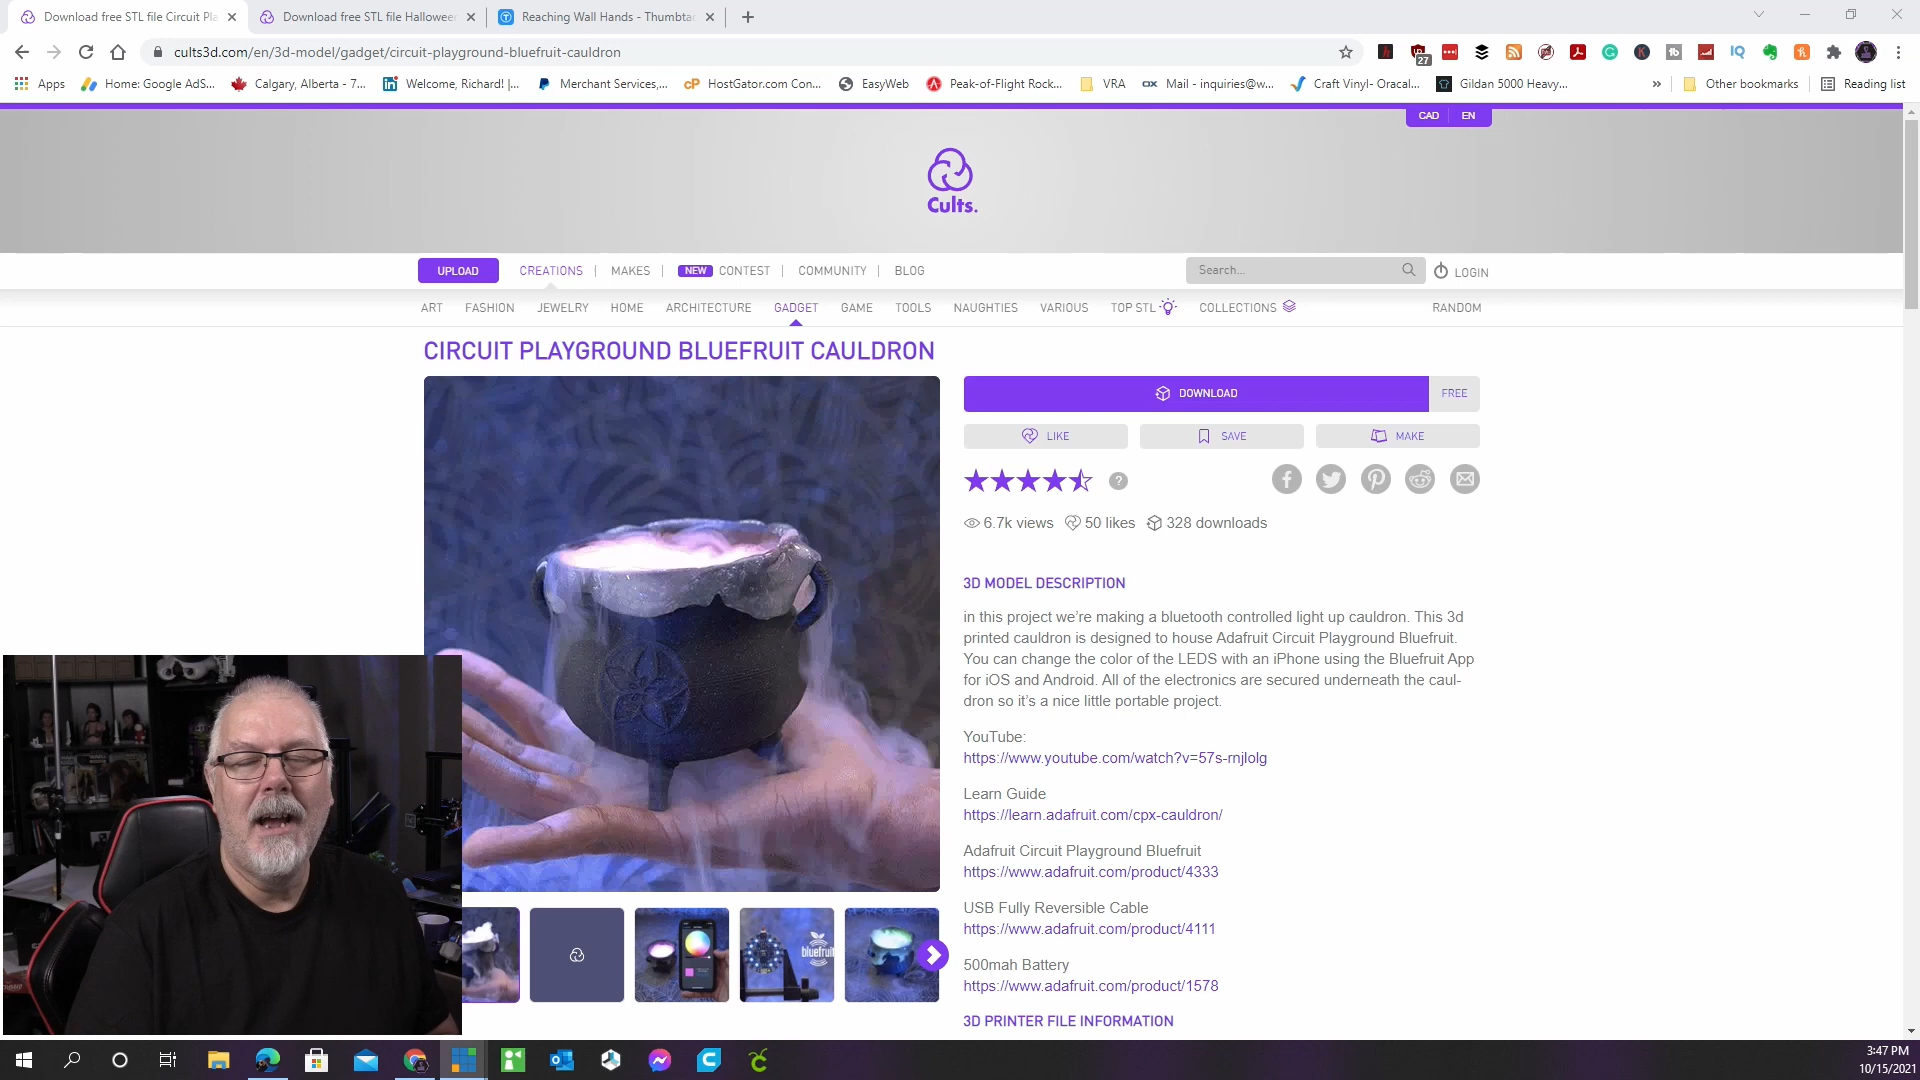 Download free STL file Circuit Pla
Download free STL file Halloween
Reaching Wall Hands - Thumbtac
cults3d.com/en/3d-model/gadget/circuit-playground-bluefruit-cauldron
27
Apps
Home: Google AdS...
Calgary, Alberta - 7...
Welcome, Richard! |...
Merchant Services,...
HostGator.com Con...
EasyWeb
Peak-of-Flight Rock...
VRA
Mail - inquiries@w...
Craft Vinyl- Oracal...
Gildan 5000 Heavy...
»
Other bookmarks
Reading list
CAD EN
Cults.
UPLOAD
CREATIONS | MAKES | NEW CONTEST | COMMUNITY | BLOG
Search...
LOGIN
ART FASHION JEWELRY HOME ARCHITECTURE GADGET GAME TOOLS NAUGHTIES VARIOUS TOP STL COLLECTIONS RANDOM
CIRCUIT PLAYGROUND BLUEFRUIT CAULDRON
DOWNLOAD FREE
LIKE SAVE MAKE
?
6.7k views 50 likes 328 downloads
3D MODEL DESCRIPTION
in this project we're making a bluetooth controlled light up cauldron. This 3d
printed cauldron is designed to house Adafruit Circuit Playground Bluefruit.
You can change the color of the LEDS with an iPhone using the Bluefruit App
for iOS and Android. All of the electronics are secured underneath the caul-
dron so it's a nice little portable project.
YouTube:
https://www.youtube.com/watch?v=57s-rnjlolg
Learn Guide
https://learn.adafruit.com/cpx-cauldron/
Adafruit Circuit Playground Bluefruit
https://www.adafruit.com/product/4333
USB Fully Reversible Cable
https://www.adafruit.com/product/4111
500mah Battery
https://www.adafruit.com/product/1578
3D PRINTER FILE INFORMATION
bluefruit
3:47 PM
10/15/2021